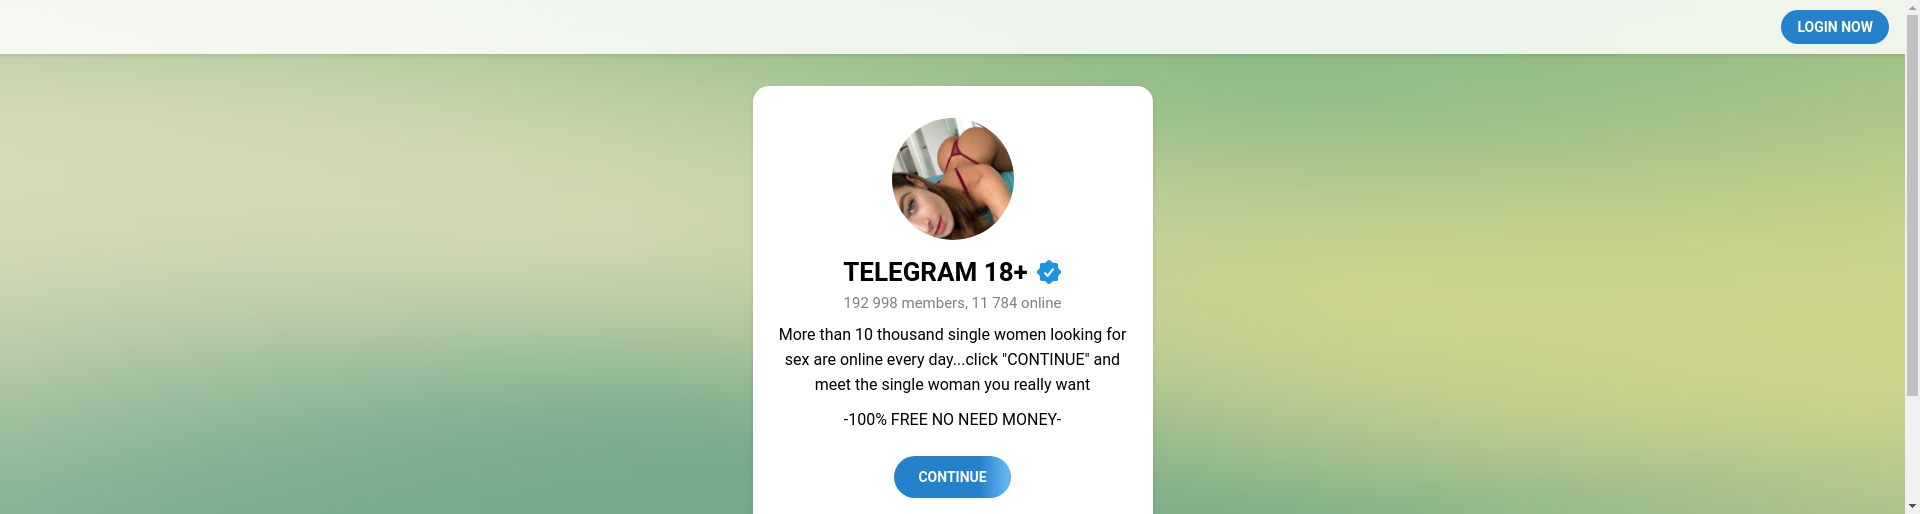 LOGIN NOW
TELEGRAM 18+
192 998 members, 11 784 online
More than 10 thousand single women looking for
sex are online every day...click "CONTINUE" and
meet the single woman you really want
-100% FREE NO NEED MONEY-
CONTINUE